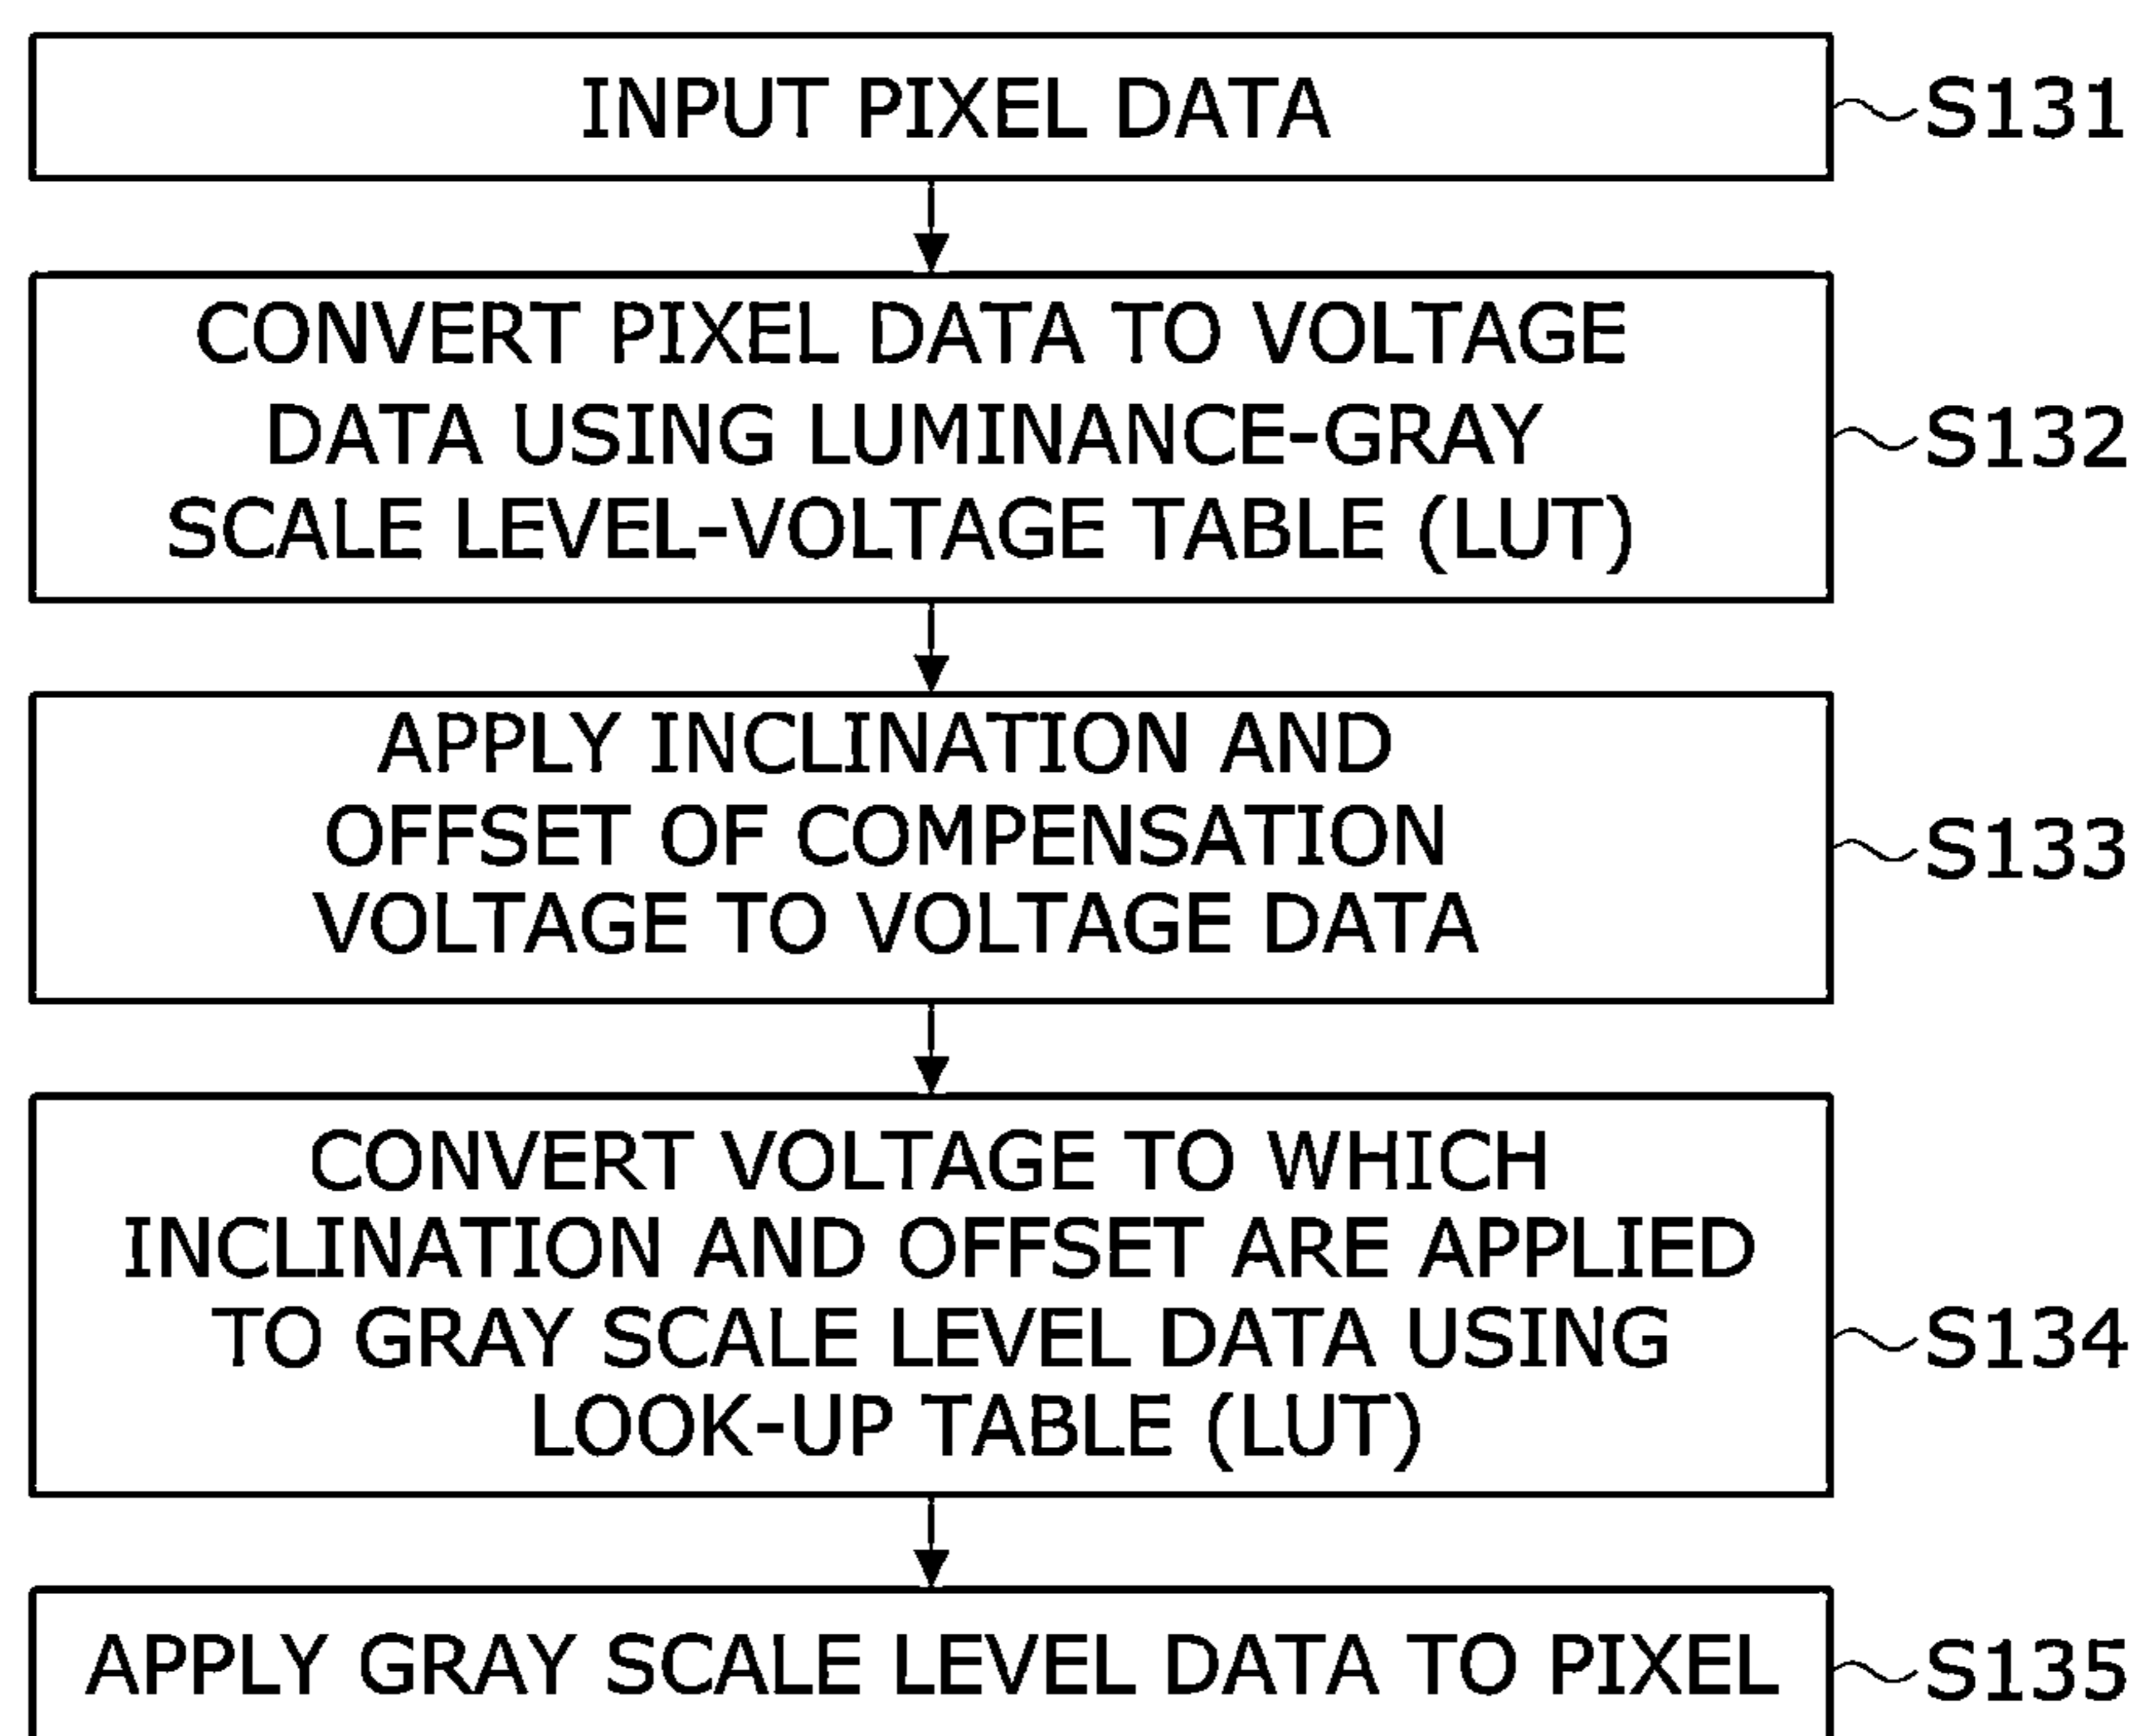 INPUT PIXEL DATA
S131
CONVERT PIXEL DATA TO VOLTAGE
DATA USING LUMINANCE-GRAY
SCALE LEVEL-VOLTAGE TABLE (LUT)
S132
APPLY INCLINATION AND
OFFSET OF COMPENSATION
VOLTAGE TO VOLTAGE DATA
S133
CONVERT VOLTAGE TO WHICH
INCLINATION AND OFFSET ARE APPLIED
TO GRAY SCALE LEVEL DATA USING
LOOK-UP TABLE (LUT)
S134
APPLY GRAY SCALE LEVEL DATA TO PIXEL
S135